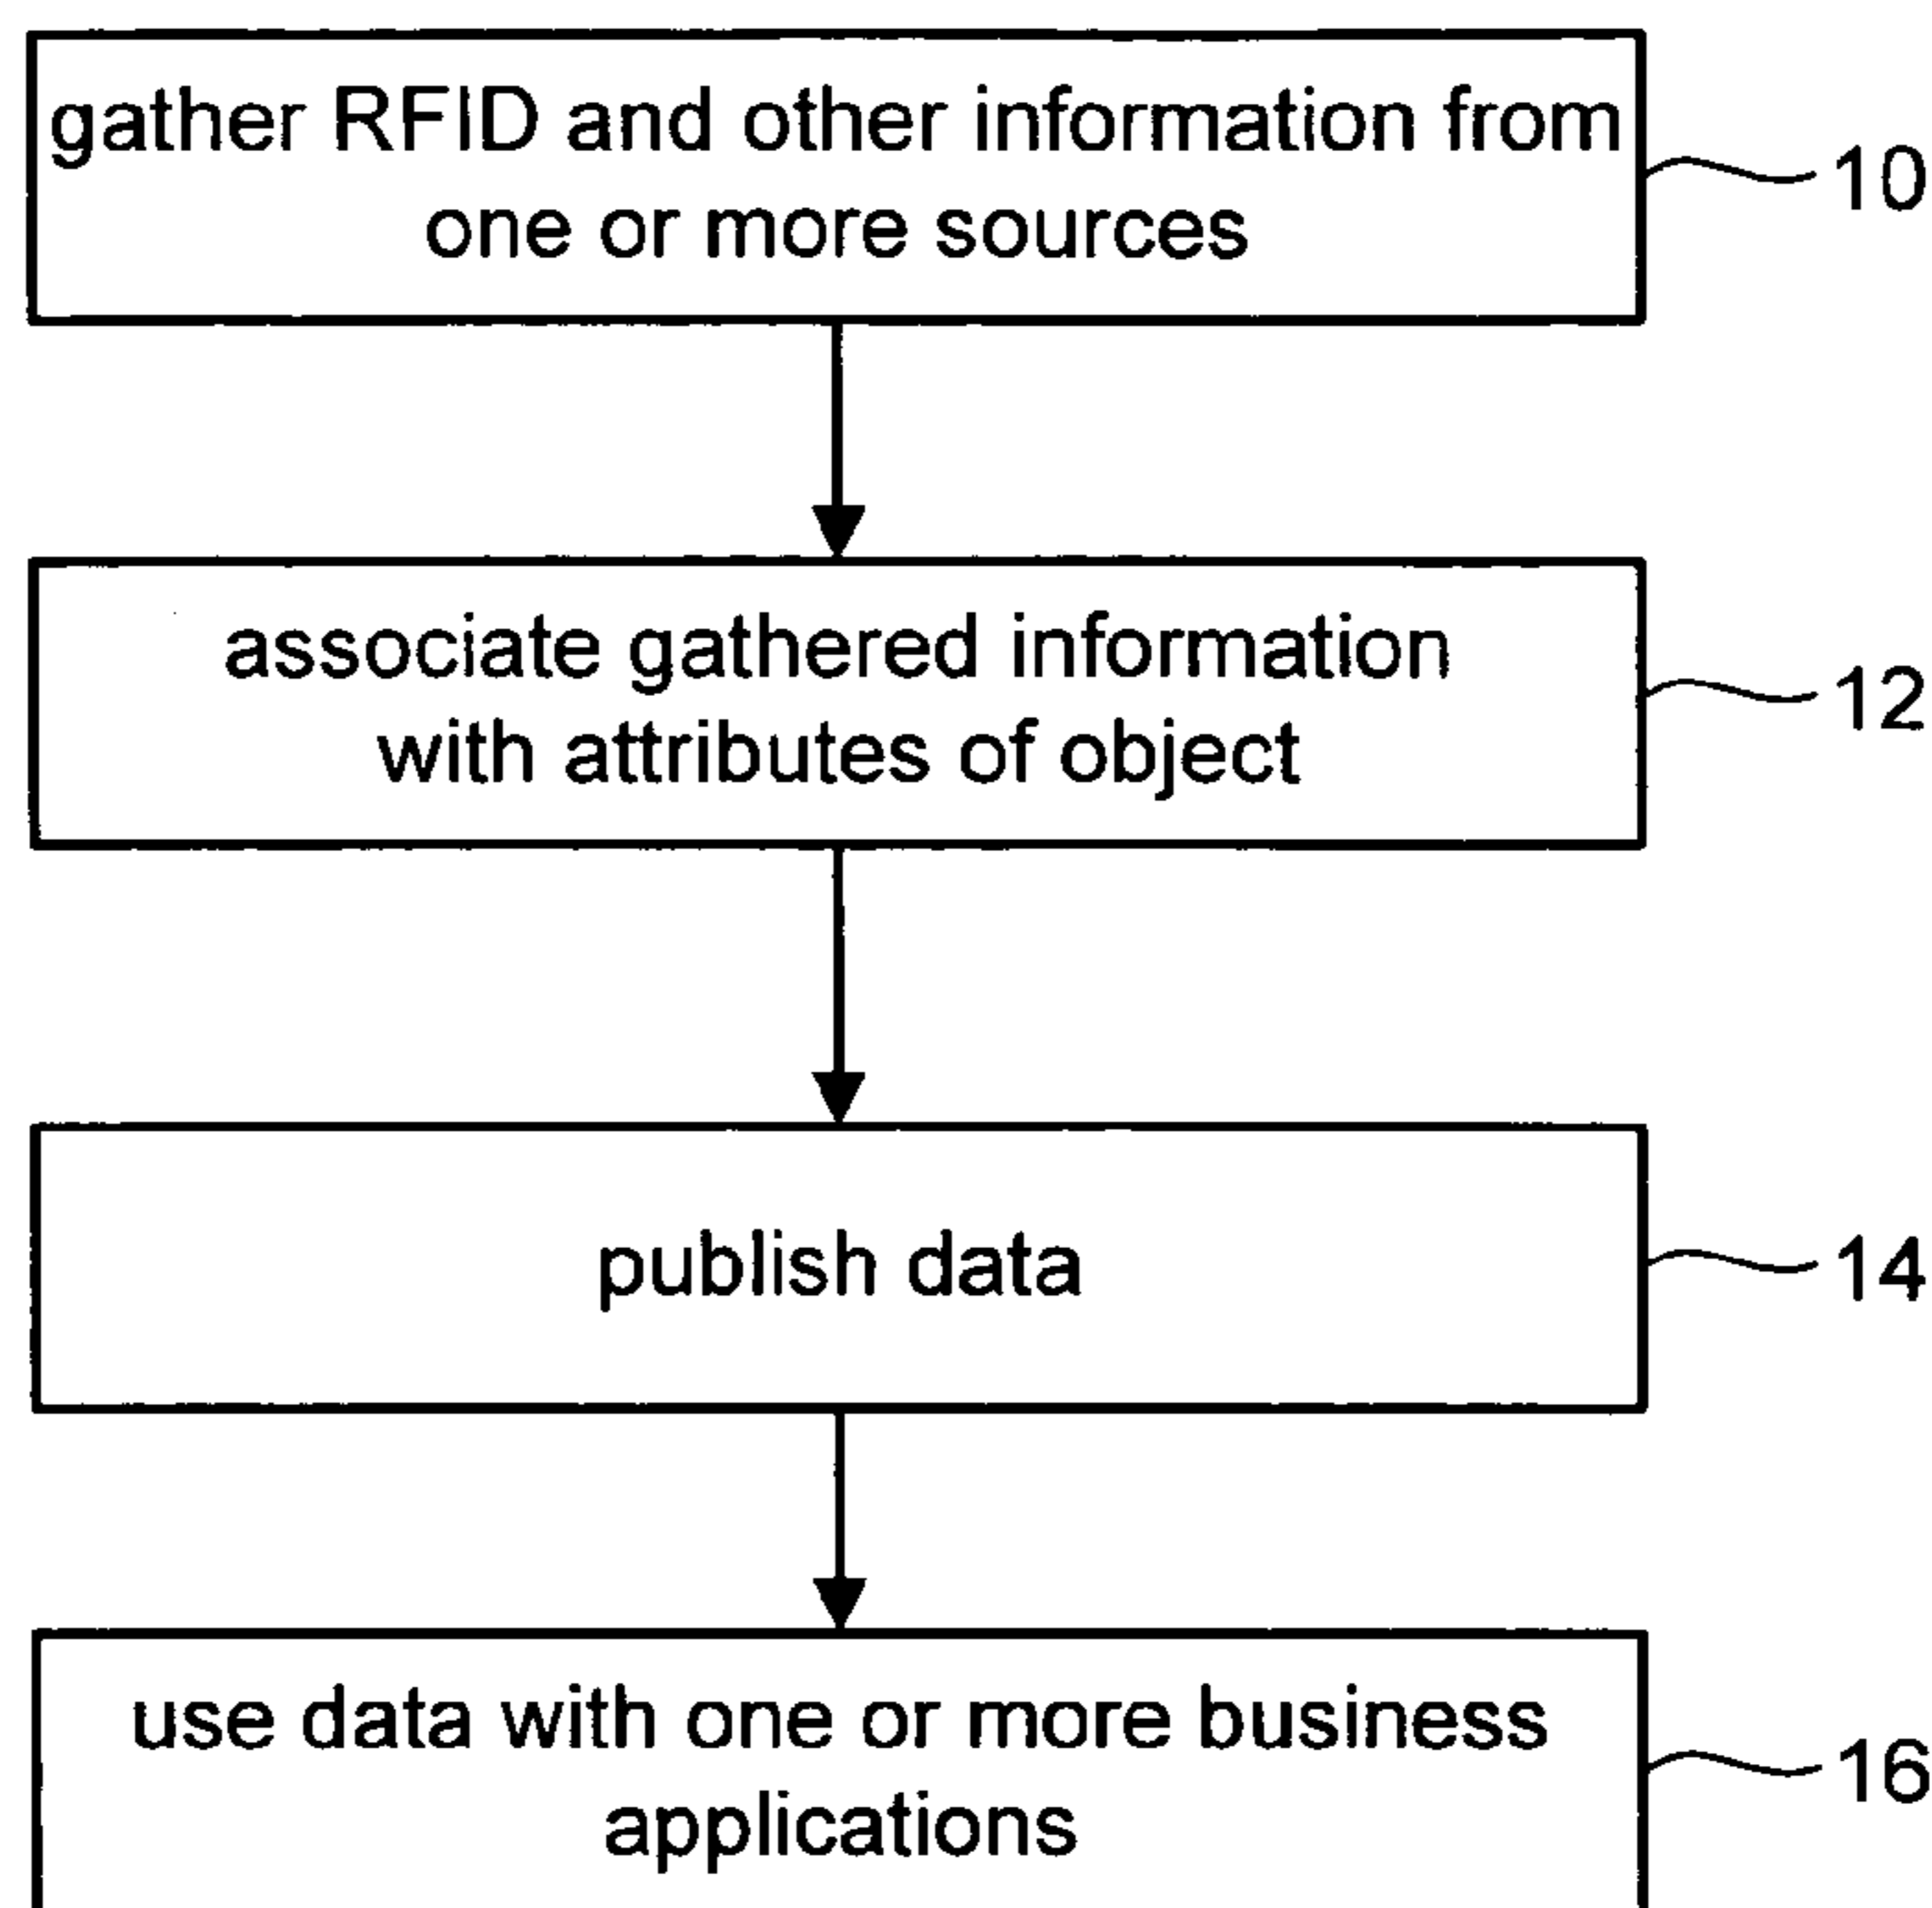 gather RFID and other information from
one or more sources
10
associate gathered information
with attributes of object
12
publish data
14
use data with one or more business
applications
16